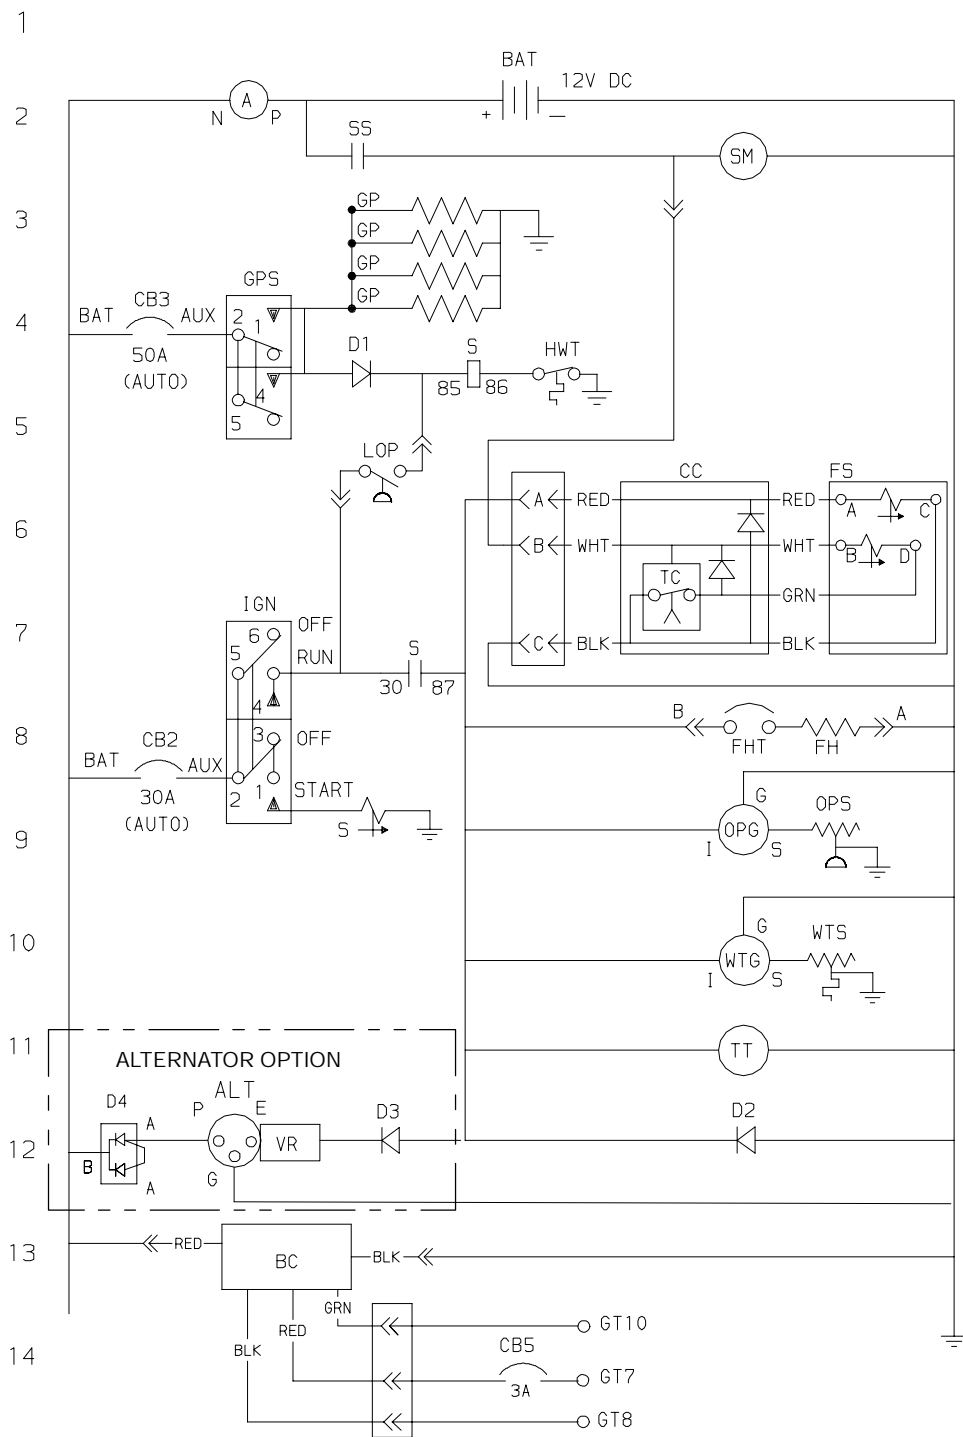 1
BAT
12V DC
2
A
N
P
+
—
SS
SM
3
GP
GP
GP
GP
GPS
4
BAT
CB3
AUX
50A
(AUTO)
2
1
4
5
D1
S
85
86
HWT
5
LOP
CC
FS
A
RED
RED
A
C
6
B
WHT
WHT
B
D
TC
GRN
C
BLK
BLK
7
IGN
6
OFF
5
RUN
4
S
30
87
8
3
OFF
B
FHT
FH
A
BAT
CB2
AUX
30A
(AUTO)
2
1
START
S
9
G
OPS
OPG
I
S
10
G
WTS
WTG
I
S
11
ALTERNATOR OPTION
TT
12
D4
A
B
A
ALT
P
E
G
VR
D3
D2
13
RED
BC
BLK
GRN
RED
BLK
14
GT10
CB5
3A
GT7
GT8